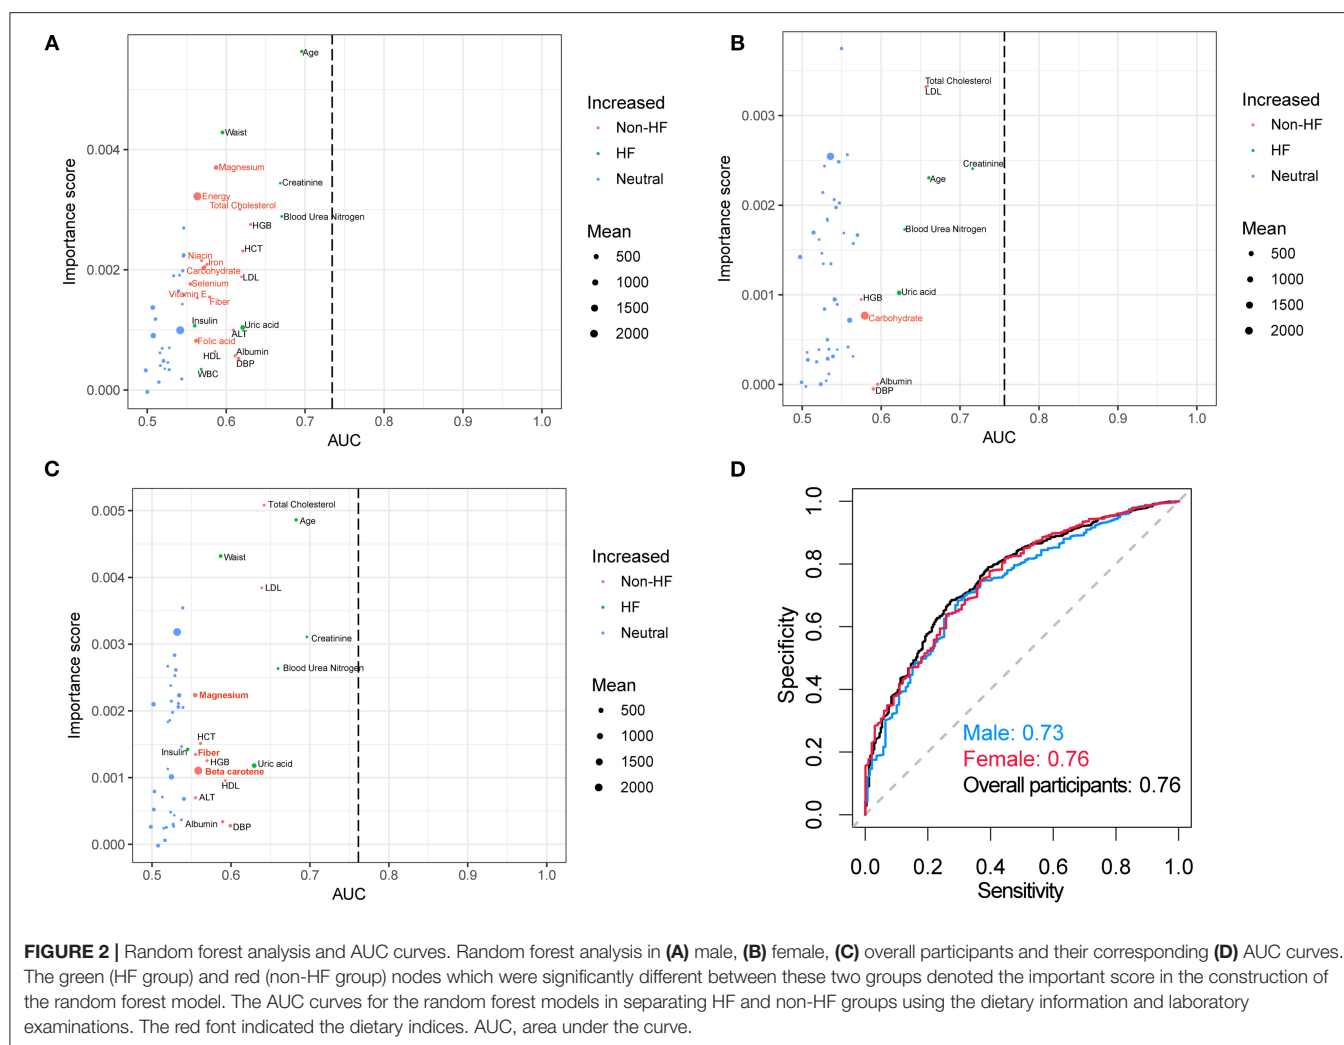 A
Importance score
0.004
0.002
0.000
0.5 0.6 0.7 0.8 0.9 1.0
AUC
Age
Waist
Magnesium
Creatinine
Energy
Total Cholesterol
Blood Urea Nitrogen
HGB
HCT
Niacin
Iron
Carbohydrate
LDL
Selenium
Vitamin E
Fiber
Insulin
Uric acid
ALT
Folic acid
HDL
Albumin
DBP
WBC
Increased
Non-HF
HF
Neutral
Mean
500
1000
1500
2000
B
Importance score
0.003
0.002
0.001
0.000
0.5 0.6 0.7 0.8 0.9 1.0
AUC
Total Cholesterol
LDL
Creatinine
Age
Blood Urea Nitrogen
Uric acid
HGB
Carbohydrate
Albumin
DBP
Increased
Non-HF
HF
Neutral
Mean
500
1000
1500
2000
C
Importance score
0.005
0.004
0.003
0.002
0.001
0.000
0.5 0.6 0.7 0.8 0.9 1.0
AUC
Total Cholesterol
Age
Waist
LDL
Creatinine
Blood Urea Nitrogen
Magnesium
HCT
Insulin
Fiber
HGB
Uric acid
Beta carotene
HDL
ALT
Albumin
DBP
Increased
Non-HF
HF
Neutral
Mean
500
1000
1500
2000
D
Specificity
1.0
0.8
0.6
0.4
0.2
0.0
Male: 0.73
Female: 0.76
Overall participants: 0.76
0.0 0.2 0.4 0.6 0.8 1.0
Sensitivity
FIGURE 2 | Random forest analysis and AUC curves. Random forest analysis in (A) male, (B) female, (C) overall participants and their corresponding (D) AUC curves.
The green (HF group) and red (non-HF group) nodes which were significantly different between these two groups denoted the important score in the construction of
the random forest model. The AUC curves for the random forest models in separating HF and non-HF groups using the dietary information and laboratory
examinations. The red font indicated the dietary indices. AUC, area under the curve.